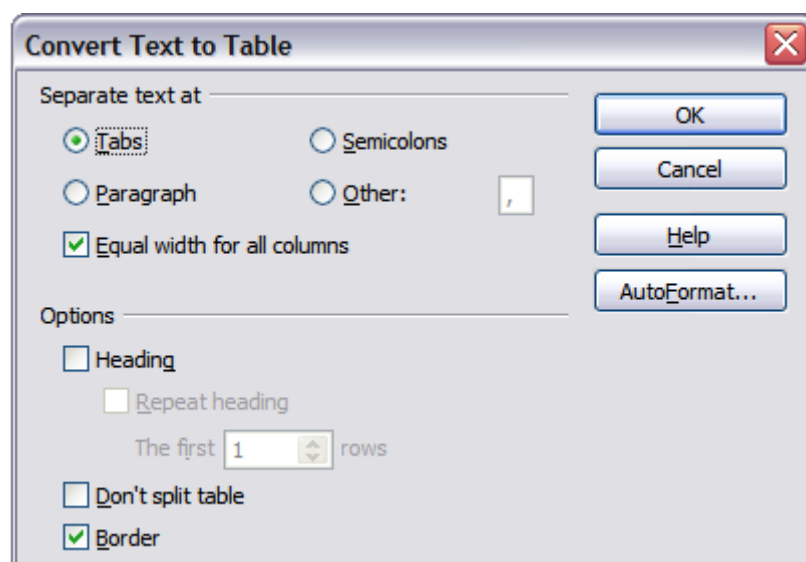 Convert Text to Table
Separate text at
Tabs
Semicolons
Paragraph
Other: ,
Equal width for all columns
OK
Cancel
Help
AutoFormat...
Options
Heading
Repeat heading
The first 1 rows
Don't split table
Border